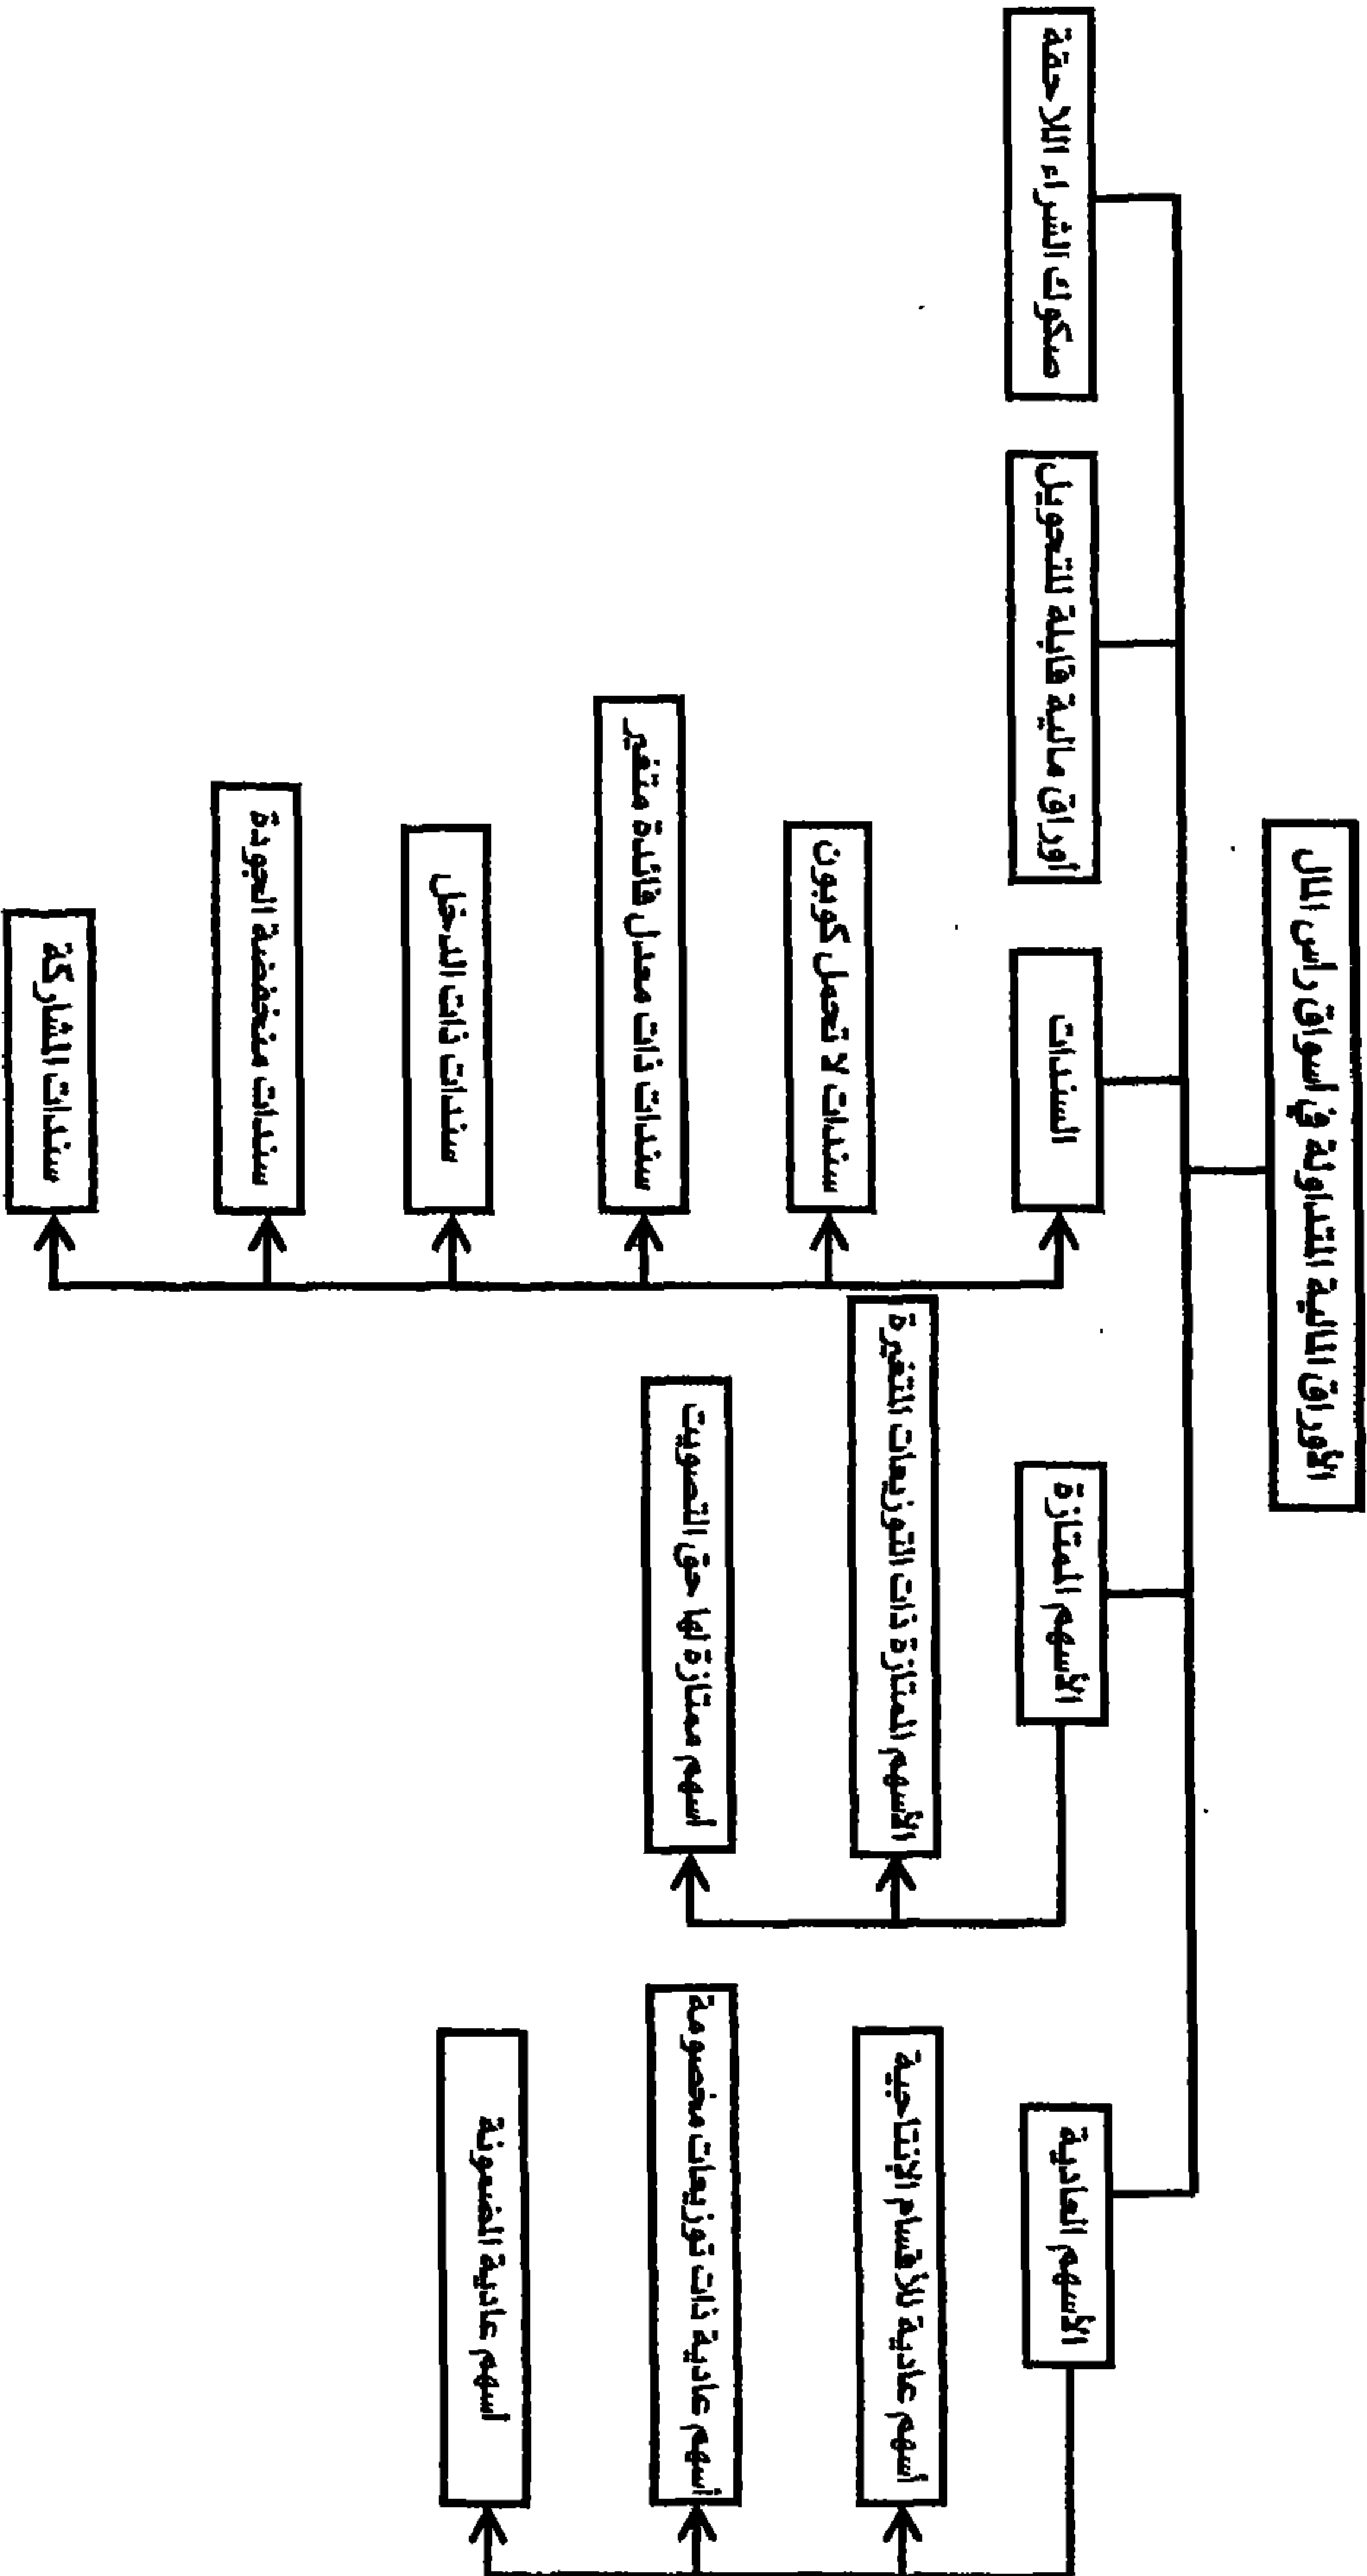 الأوراق المالية المتداولة في أسواق رأس المال
الأسهم العادية
الأسهم الممتازة
السندات
أوراق مالية قابلة للتحويل
صكوك الشراء اللاحقة
أسهم عادية للأقسام الإنتاجية
أسهم عادية ذات توزيعات مخصومة
أسهم عادية المضمونة
الأسهم الممتازة ذات التوزيعات المتغيرة
أسهم ممتازة لها حق التصويت
سندات لا تحمل كوبون
سندات ذات معدل فائدة متغير
سندات ذات الدخل
سندات منخفضة الجودة
سندات المشاركة